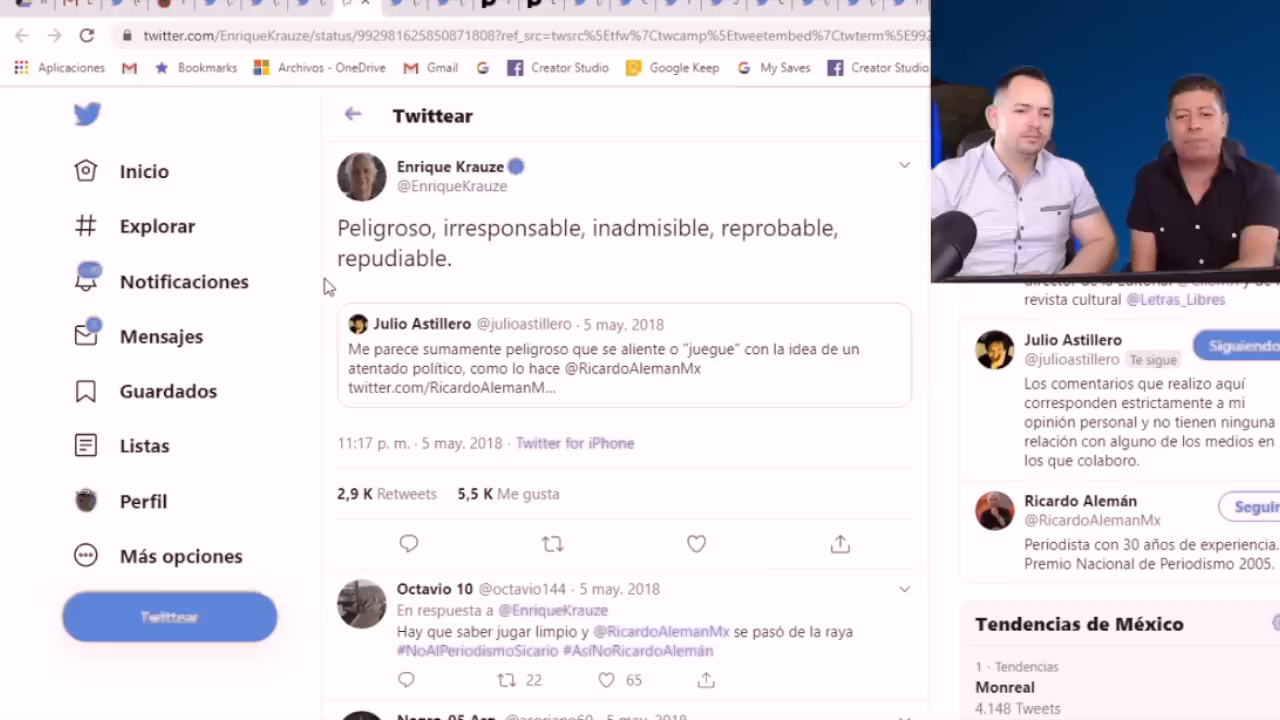 twitter.com/EnriqueKrauze/status/992981625850871808?ref_src=twsrc%5Etfw%7Ctwcamp%5Etweetembed%7Ctwterm%5E992
Aplicaciones
Bookmarks
Archivos - OneDrive
Gmail
Creator Studio
Google Keep
My Saves
Creator Studio
Inicio
Explorar
Notificaciones
Mensajes
Guardados
Listas
Perfil
Más opciones
Twittear
Twittear
Enrique Krauze
@EnriqueKrauze
Peligroso, irresponsable, inadmisible, reprobable,
repudiable.
Julio Astillero @julioastillero · 5 may. 2018
Me parece sumamente peligroso que se aliente o "juegue" con la idea de un
atentado político, como lo hace @RicardoAlemanMx
twitter.com/RicardoAlemanM...
11:17 p. m. · 5 may. 2018 · Twitter for iPhone
2,9 K Retweets 5,5 K Me gusta
Octavio 10 @octavio144 · 5 may. 2018
En respuesta a @EnriqueKrauze
Hay que saber jugar limpio y @RicardoAlemanMx se pasó de la raya
#NoAlPeriodismoSicario #AsíNoRicardoAlemán
22 65
revista cultural @Letras_Libres
Julio Astillero
@julioastillero Te sigue
Siguiendo
Los comentarios que realizo aquí
corresponden estrictamente a mi
opinión personal y no tienen ninguna
relación con alguno de los medios en
los que colaboro.
Ricardo Alemán
@RicardoAlemanMx
Seguir
Periodista con 30 años de experiencia.
Premio Nacional de Periodismo 2005.
Tendencias de México
1 · Tendencias
Monreal
4.148 Tweets